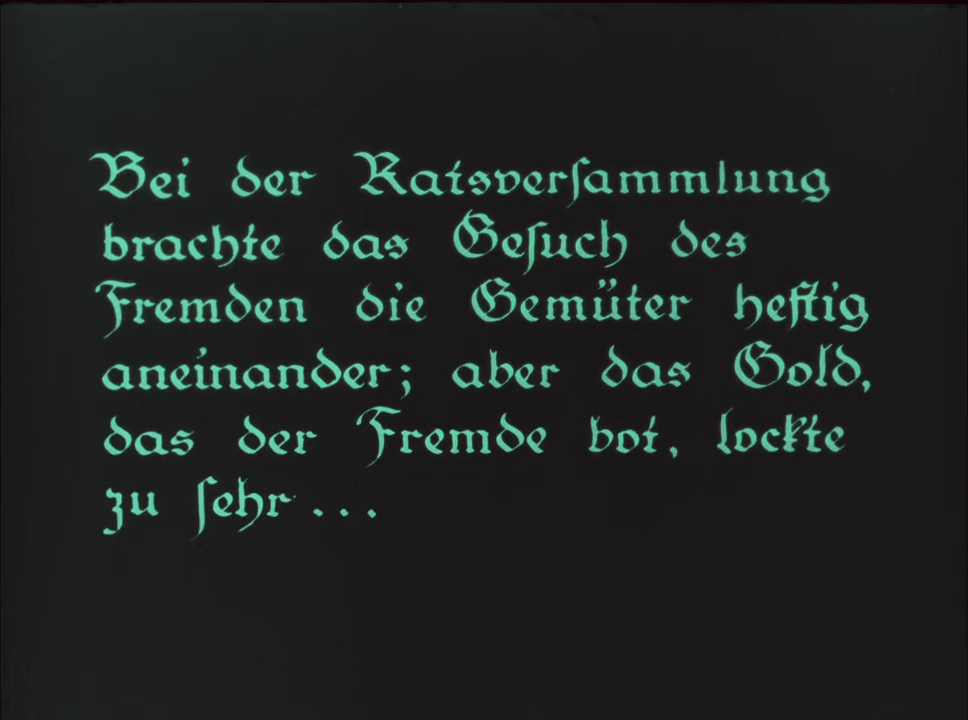 Bei der Ratsverſammlung
brachte das Geſuch des
Fremden die Gemüter heftig
aneinander; aber das Gold,
das der Fremde bot, lockte
zu ſehr...